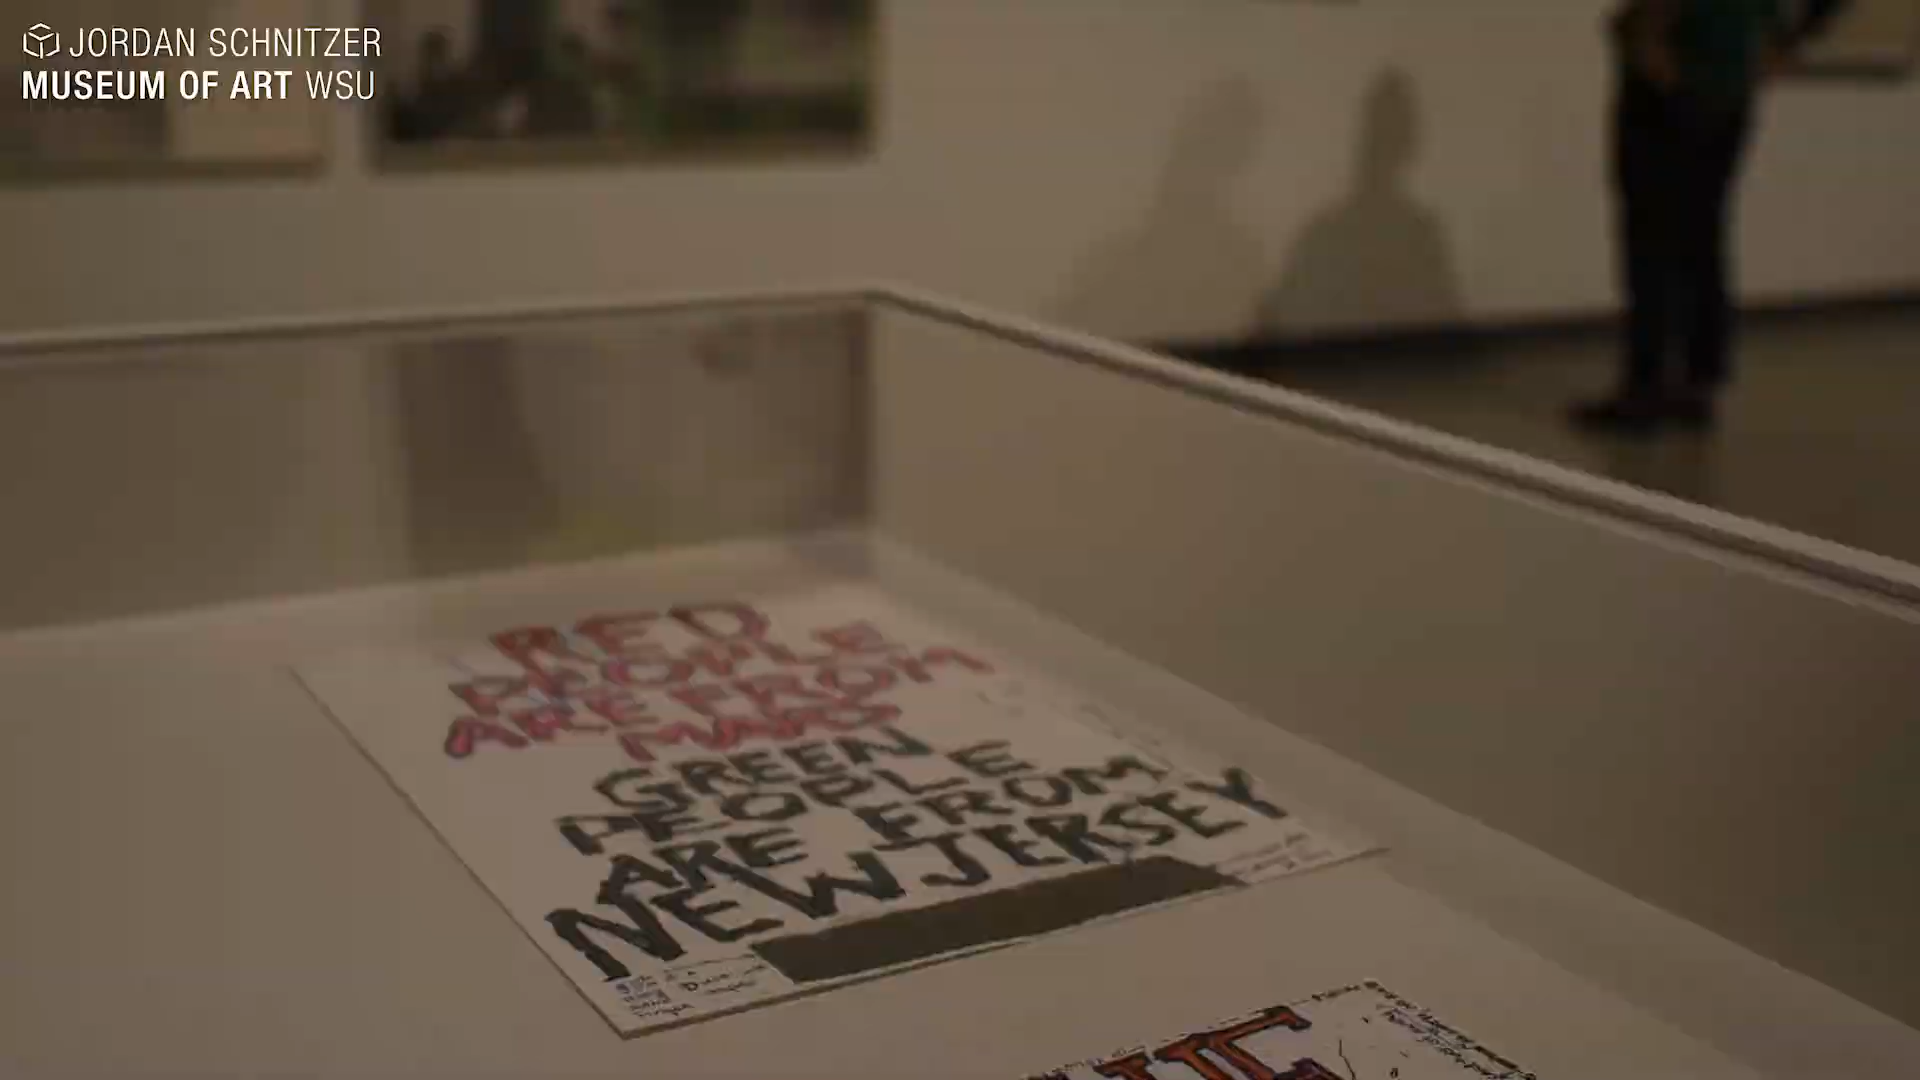 JORDAN SCHNITZER
MUSEUM OF ART WSU
RED
PEOPLE
ARE FROM
MARS
GREEN
PEOPLE
ARE FROM
NEW JERSEY